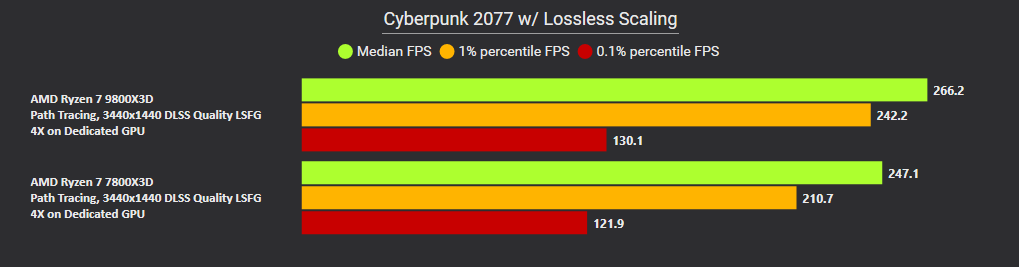 Cyberpunk 2077 w/ Lossless Scaling
Median FPS 1% percentile FPS 0.1% percentile FPS
AMD Ryzen 7 9800X3D
Path Tracing, 3440x1440 DLSS Quality LSFG
4X on Dedicated GPU
266.2
242.2
130.1
AMD Ryzen 7 7800X3D
Path Tracing, 3440x1440 DLSS Quality LSFG
4X on Dedicated GPU
247.1
210.7
121.9